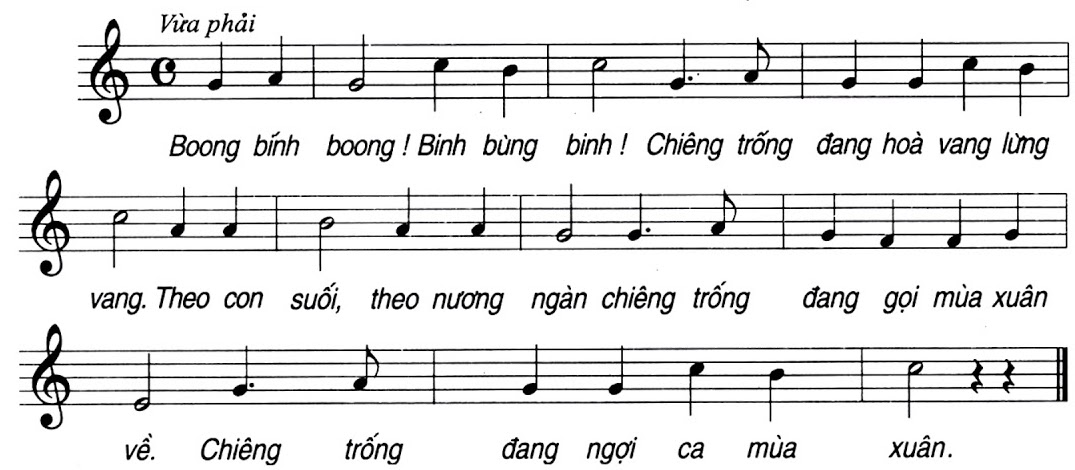 Vừa phải
Boong bính boong ! Binh bùng binh ! Chiêng trống đang hoà vang lừng
vang. Theo con suối, theo nương ngàn chiêng trống đang gọi mùa xuân
về. Chiêng trống đang ngợi ca mùa xuân.